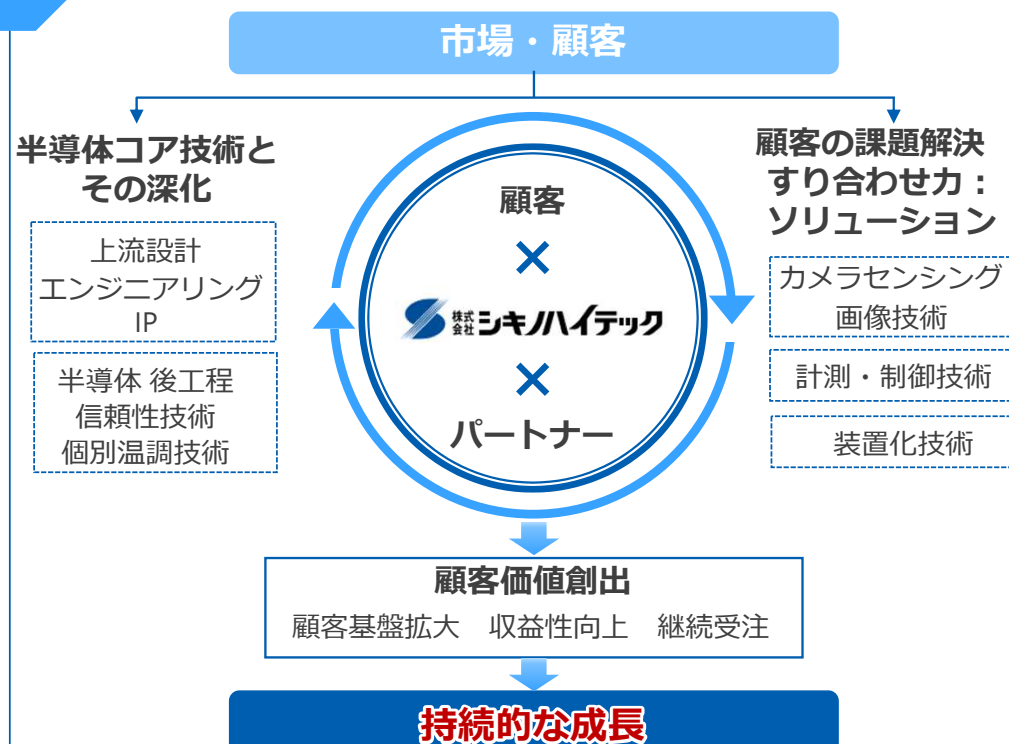 市場・顧客
半導体コア技術と
その深化
上流設計
エンジニアリング
IP
半導体 後工程
信頼性技術
個別温調技術
顧客
×
株式会社シキノハイテック
×
パートナー
顧客の課題解決
すり合わせ力：
ソリューション
カメラセンシング
画像技術
計測・制御技術
装置化技術
顧客価値創出
顧客基盤拡大　収益性向上　継続受注
持続的な成長